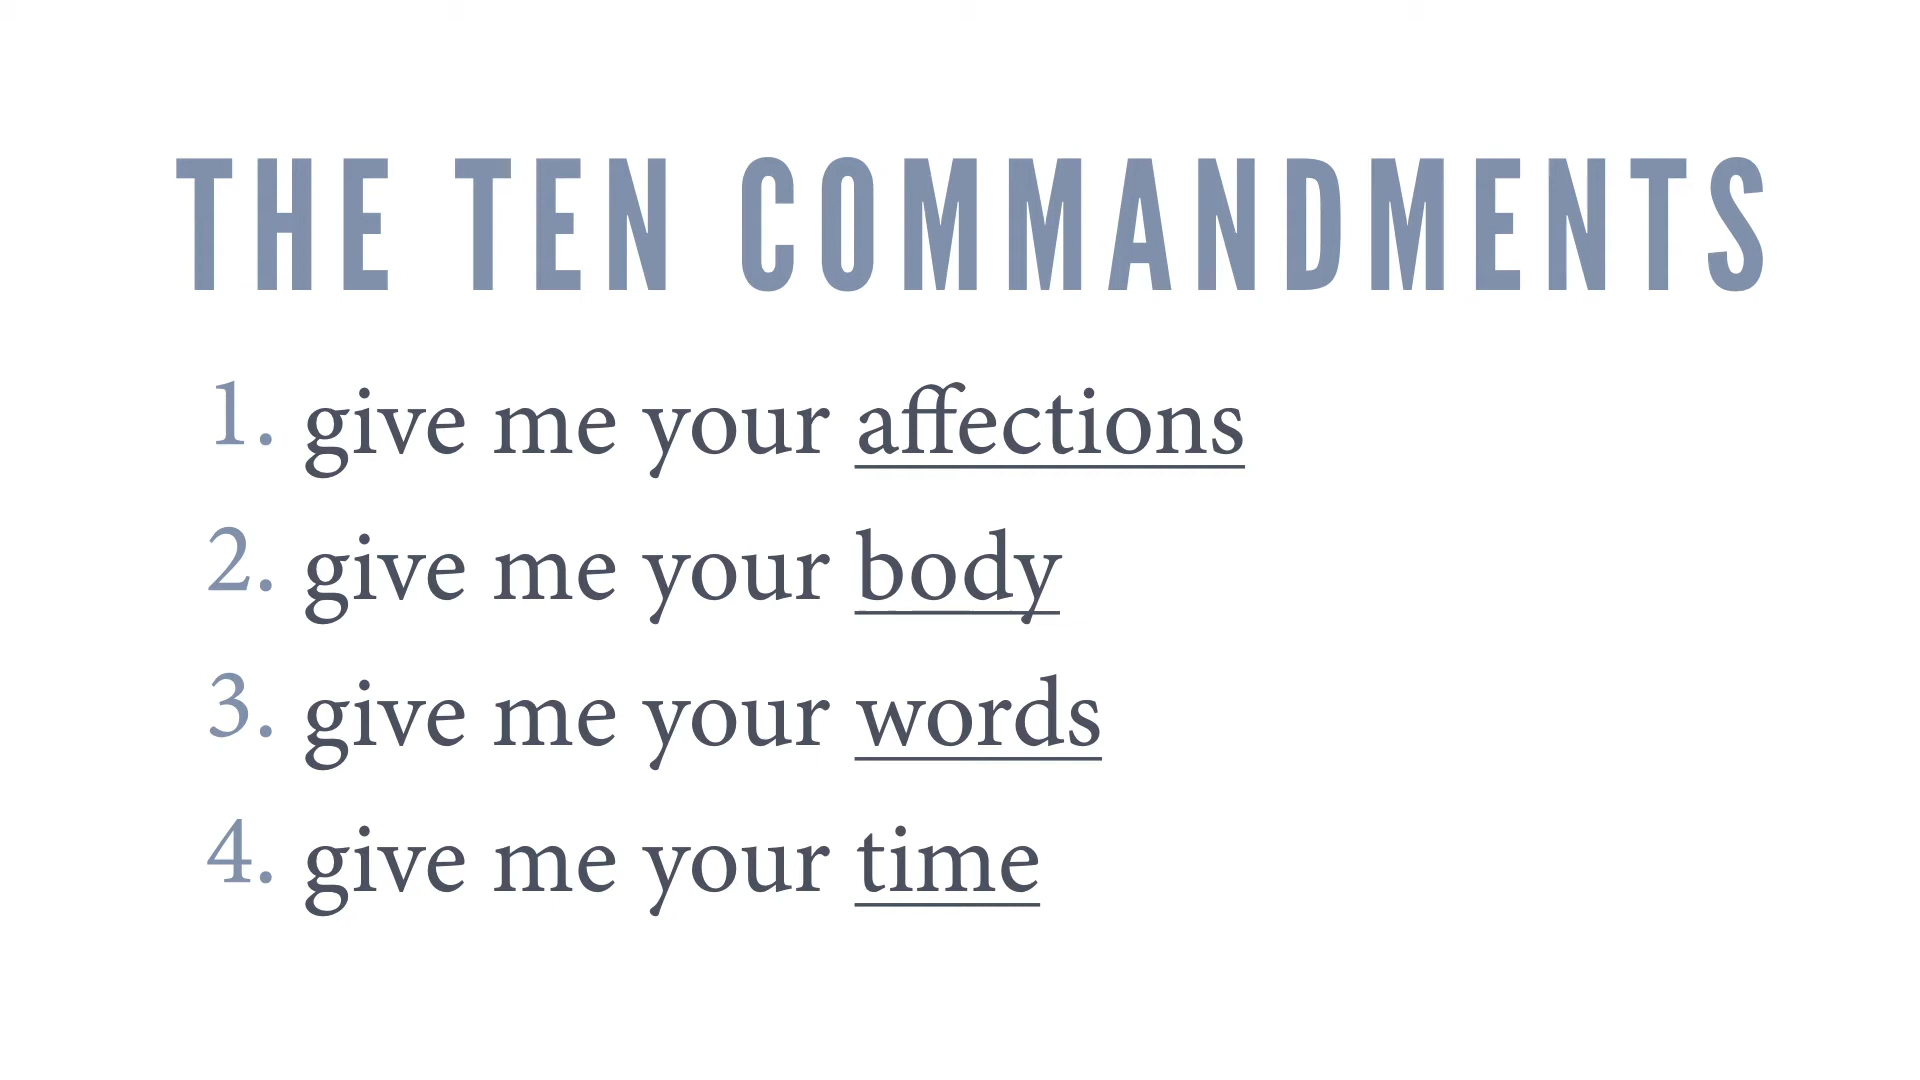 THE TEN COMMANDMENTS
1. give me your affections
2. give me your body
3. give me your words
4. give me your time